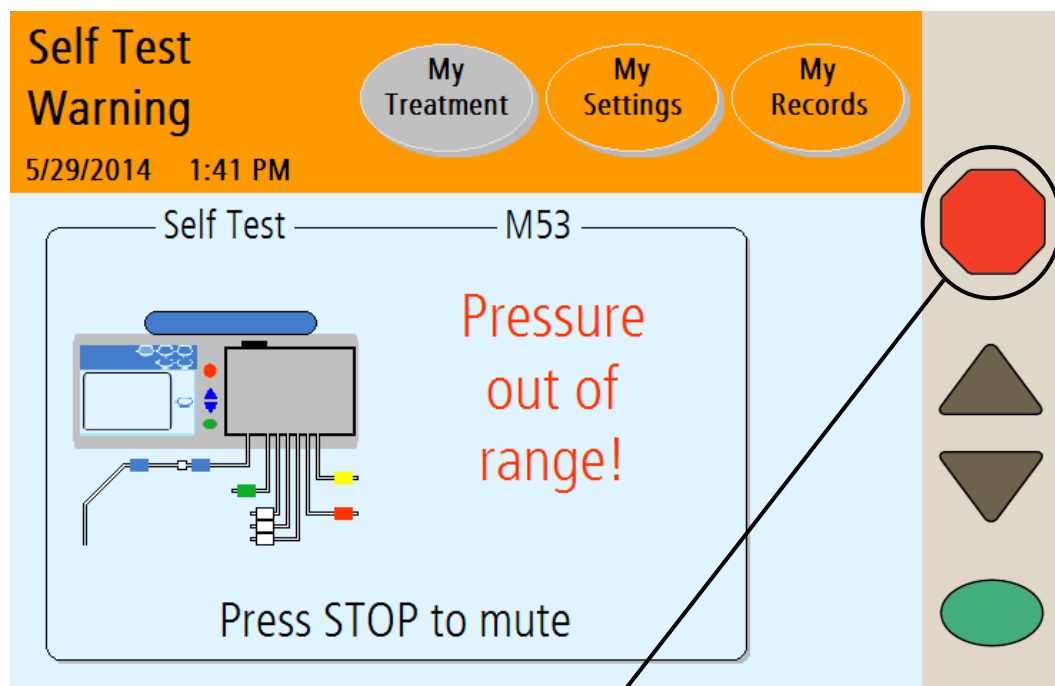 Self Test
Warning
5/29/2014 1:41 PM
My
Treatment
My
Settings
My
Records
Self Test
M53
Pressure
out of
range!
Press STOP to mute